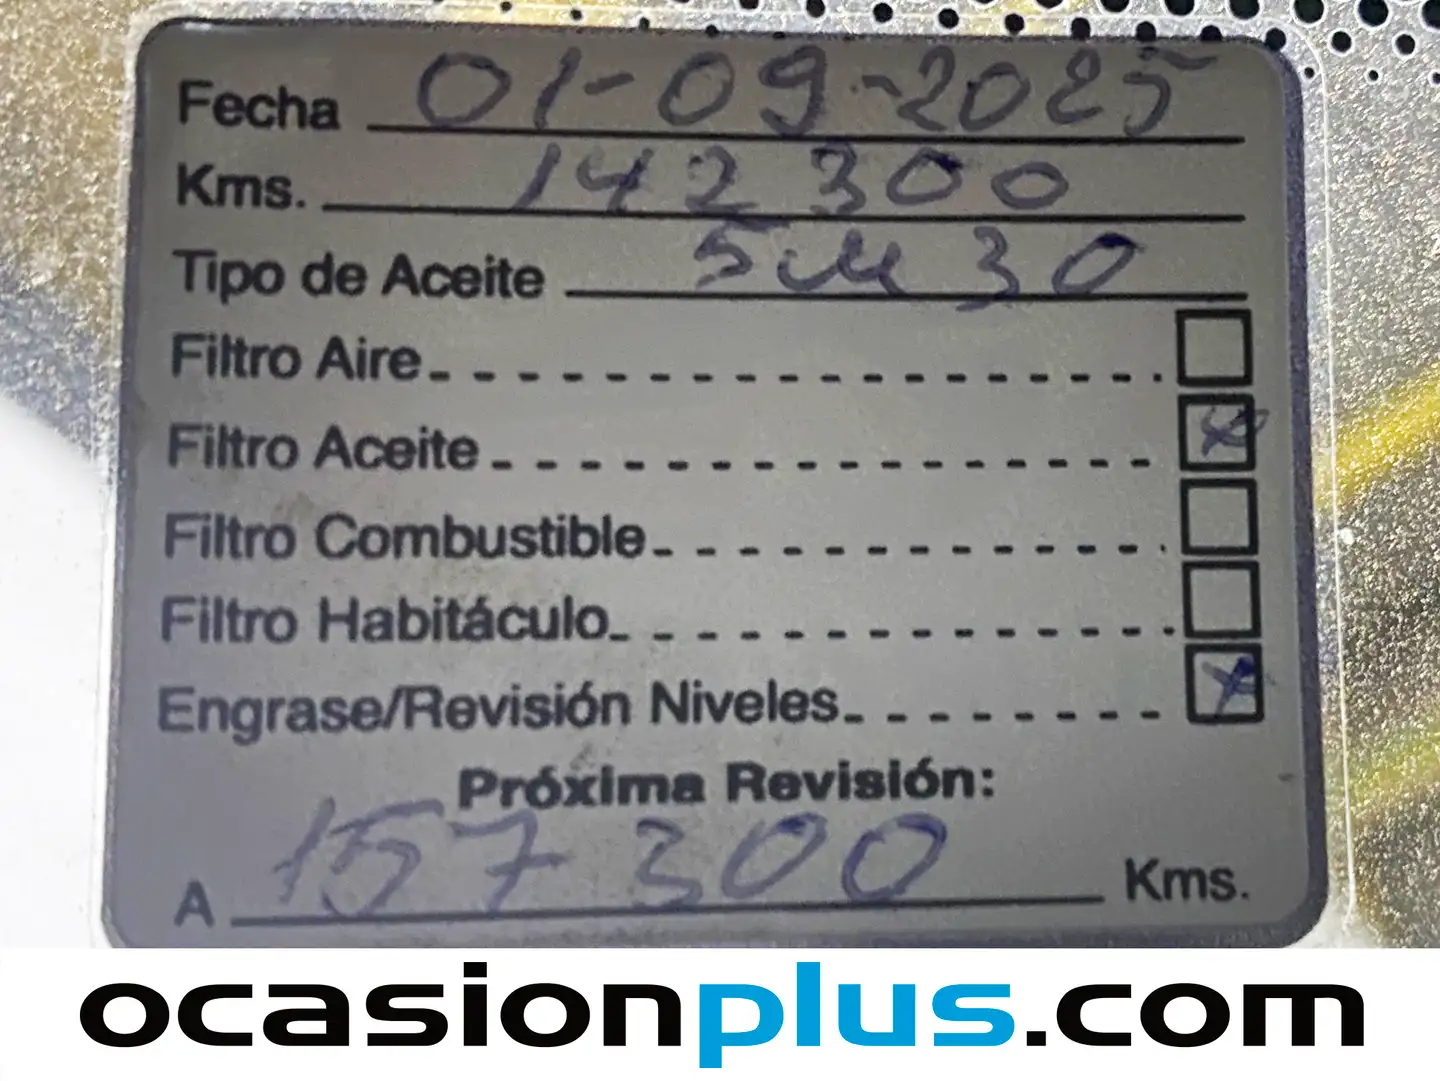 Fecha 01-09-2025
Kms. 142300
Tipo de Aceite 5W30
Filtro Aire
Filtro Aceite x
Filtro Combustible
Filtro Habitáculo
Engrase/Revisión Niveles x
Próxima Revisión:
A 157300 Kms.
ocasionplus.com